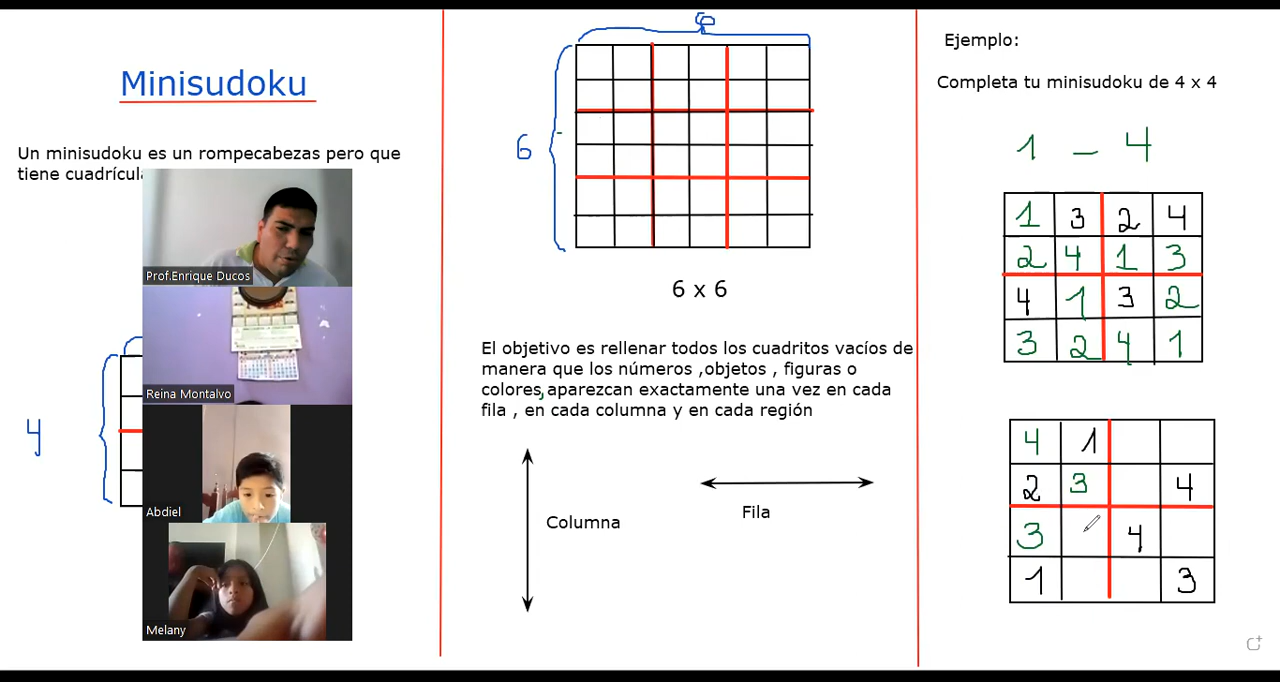 Minisudoku
Un minisudoku es un rompecabezas pero que
tiene
Prof.Enrique Ducos
Reina Montalvo
Abdiel
Melany
4
6
6
6 x 6
El objetivo es rellenar todos los cuadritos vacíos de
manera que los números ,objetos , figuras o
colores,aparezcan exactamente una vez en cada
fila , en cada columna y en cada región
Columna
Fila
Ejemplo:
Completa tu minisudoku de 4 x 4
1 - 4
1 3 2 4
2 4 1 3
4 1 3 2
3 2 4 1
4 1
2 3 4
3 4
1 3